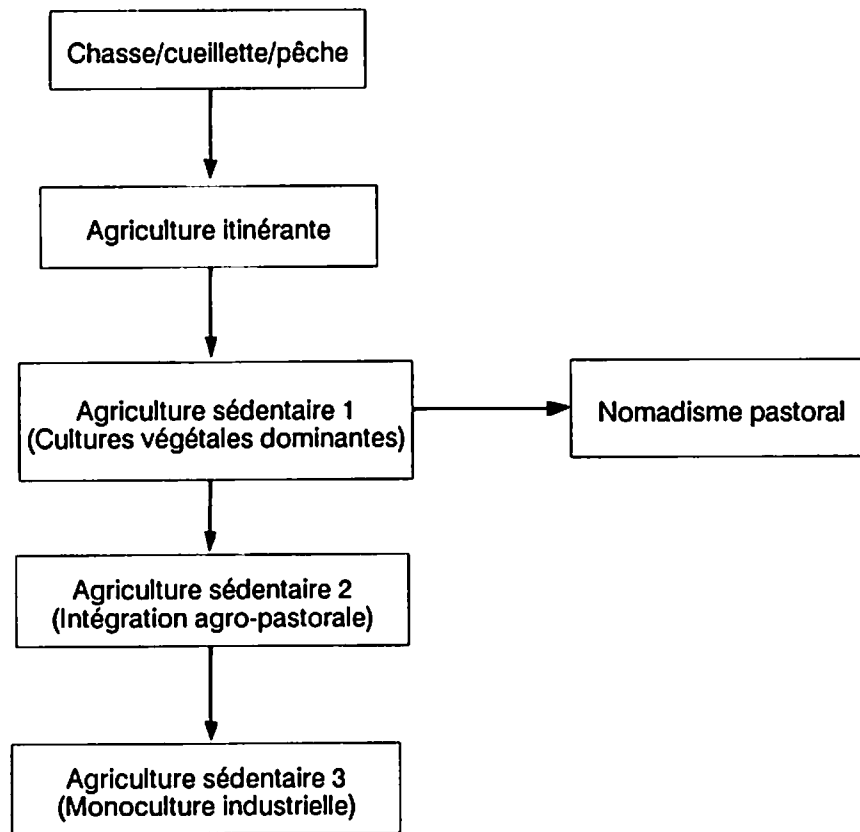 Chasse/cueillette/pêche
Agriculture itinérante
Agriculture sédentaire 1
(Cultures végétales dominantes)
Nomadisme pastoral
Agriculture sédentaire 2
(Intégration agro-pastorale)
Agriculture sédentaire 3
(Monoculture industrielle)